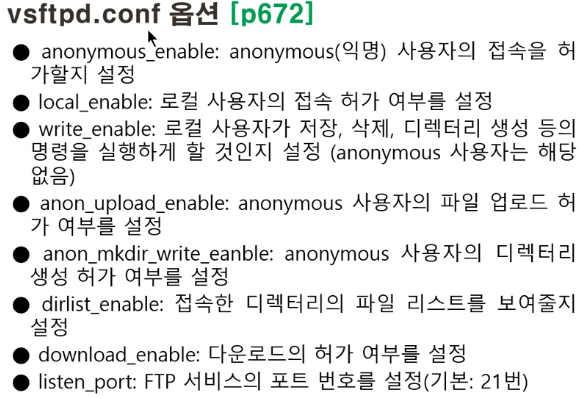 vsftpd.conf 옵션 [p672]
● anonymous_enable: anonymous(익명) 사용자의 접속을 허
가할지 설정
● local_enable: 로컬 사용자의 접속 허가 여부를 설정
● write_enable: 로컬 사용자가 저장, 삭제, 디렉터리 생성 등의
명령을 실행하게 할 것인지 설정 (anonymous 사용자는 해당
없음)
● anon_upload_enable: anonymous 사용자의 파일 업로드 허
가 여부를 설정
● anon_mkdir_write_eanble: anonymous 사용자의 디렉터리
생성 허가 여부를 설정
● dirlist_enable: 접속한 디렉터리의 파일 리스트를 보여줄지
설정
● download_enable: 다운로드의 허가 여부를 설정
● listen_port: FTP 서비스의 포트 번호를 설정(기본: 21번)